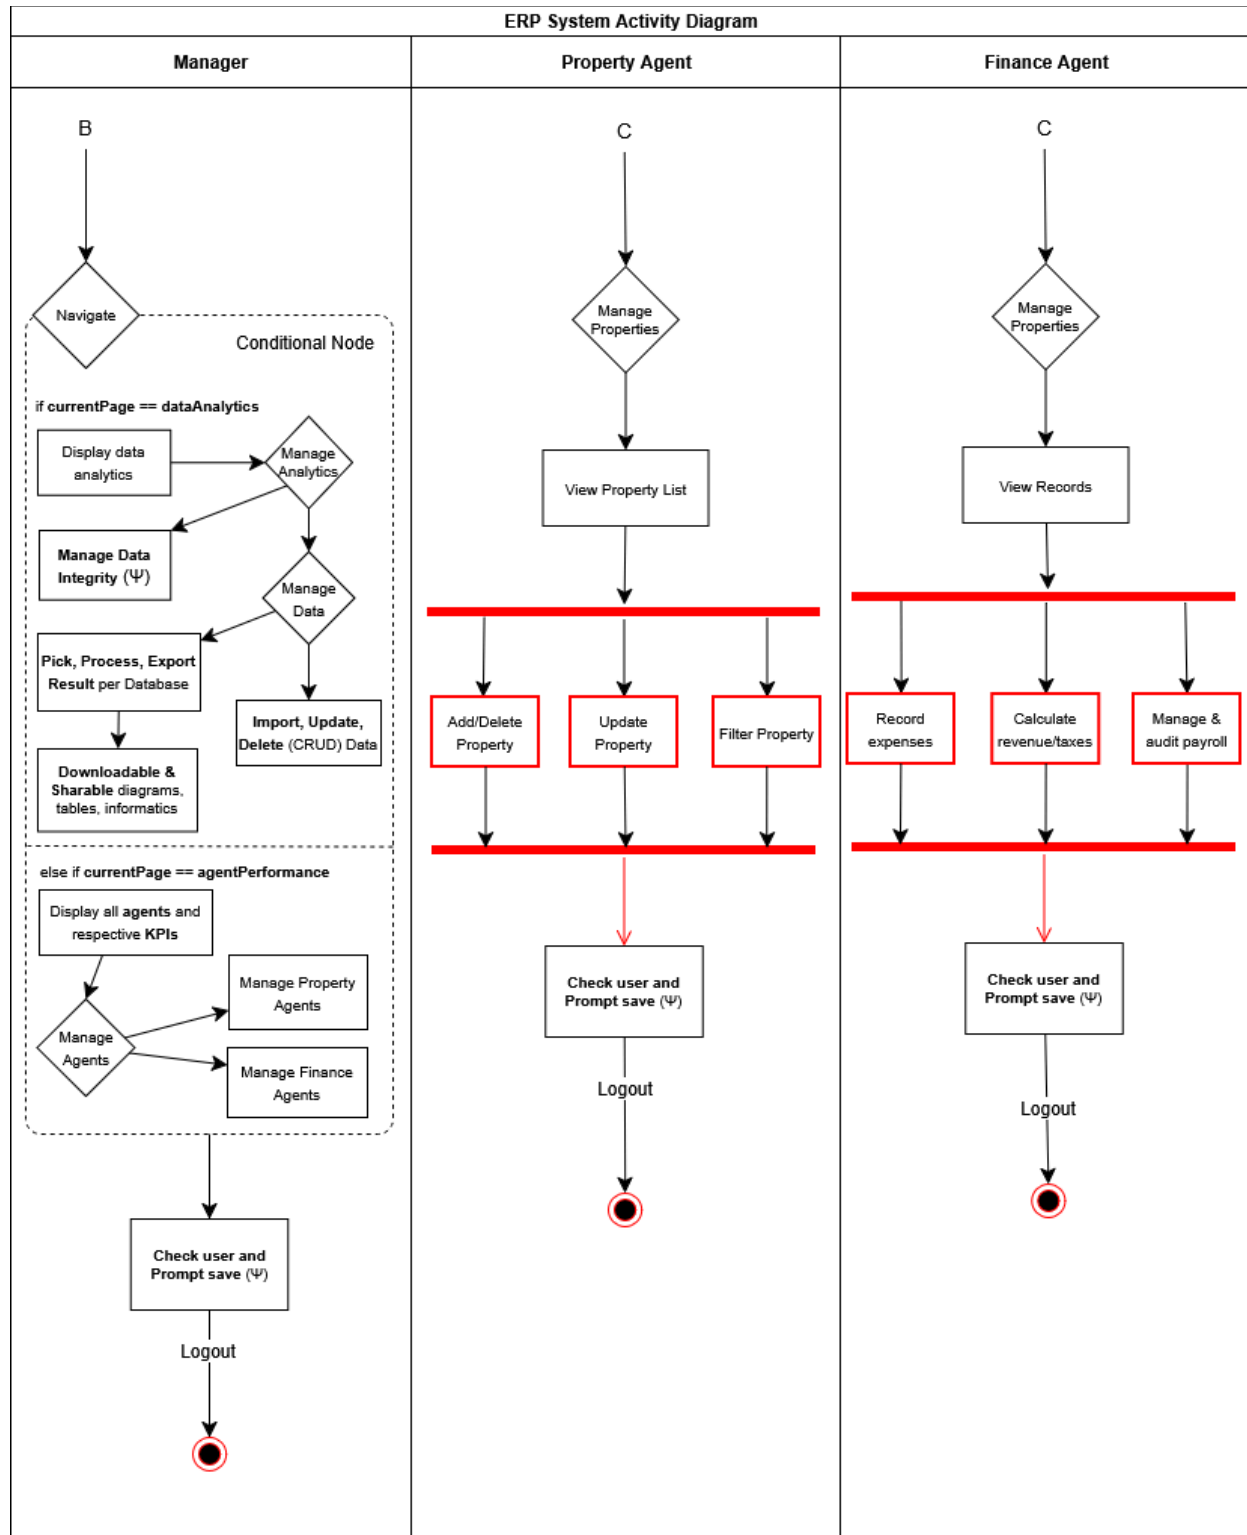 ERP System Activity Diagram
Manager
Property Agent
Finance Agent
B
Navigate
Conditional Node
if currentPage == dataAnalytics
Display data
analytics
Manage
Analytics
Manage Data
Integrity (Ψ)
Manage
Data
Pick, Process, Export
Result per Database
Import, Update,
Delete (CRUD) Data
Downloadable &
Sharable diagrams,
tables, informatics
else if currentPage == agentPerformance
Display all agents and
respective KPIs
Manage Property
Agents
Manage
Agents
Manage Finance
Agents
Check user and
Prompt save (Ψ)
Logout
C
Manage
Properties
View Property List
Add/Delete
Property
Update
Property
Filter Property
Check user and
Prompt save (Ψ)
Logout
C
Manage
Properties
View Records
Record
expenses
Calculate
revenue/taxes
Manage &
audit payroll
Check user and
Prompt save (Ψ)
Logout